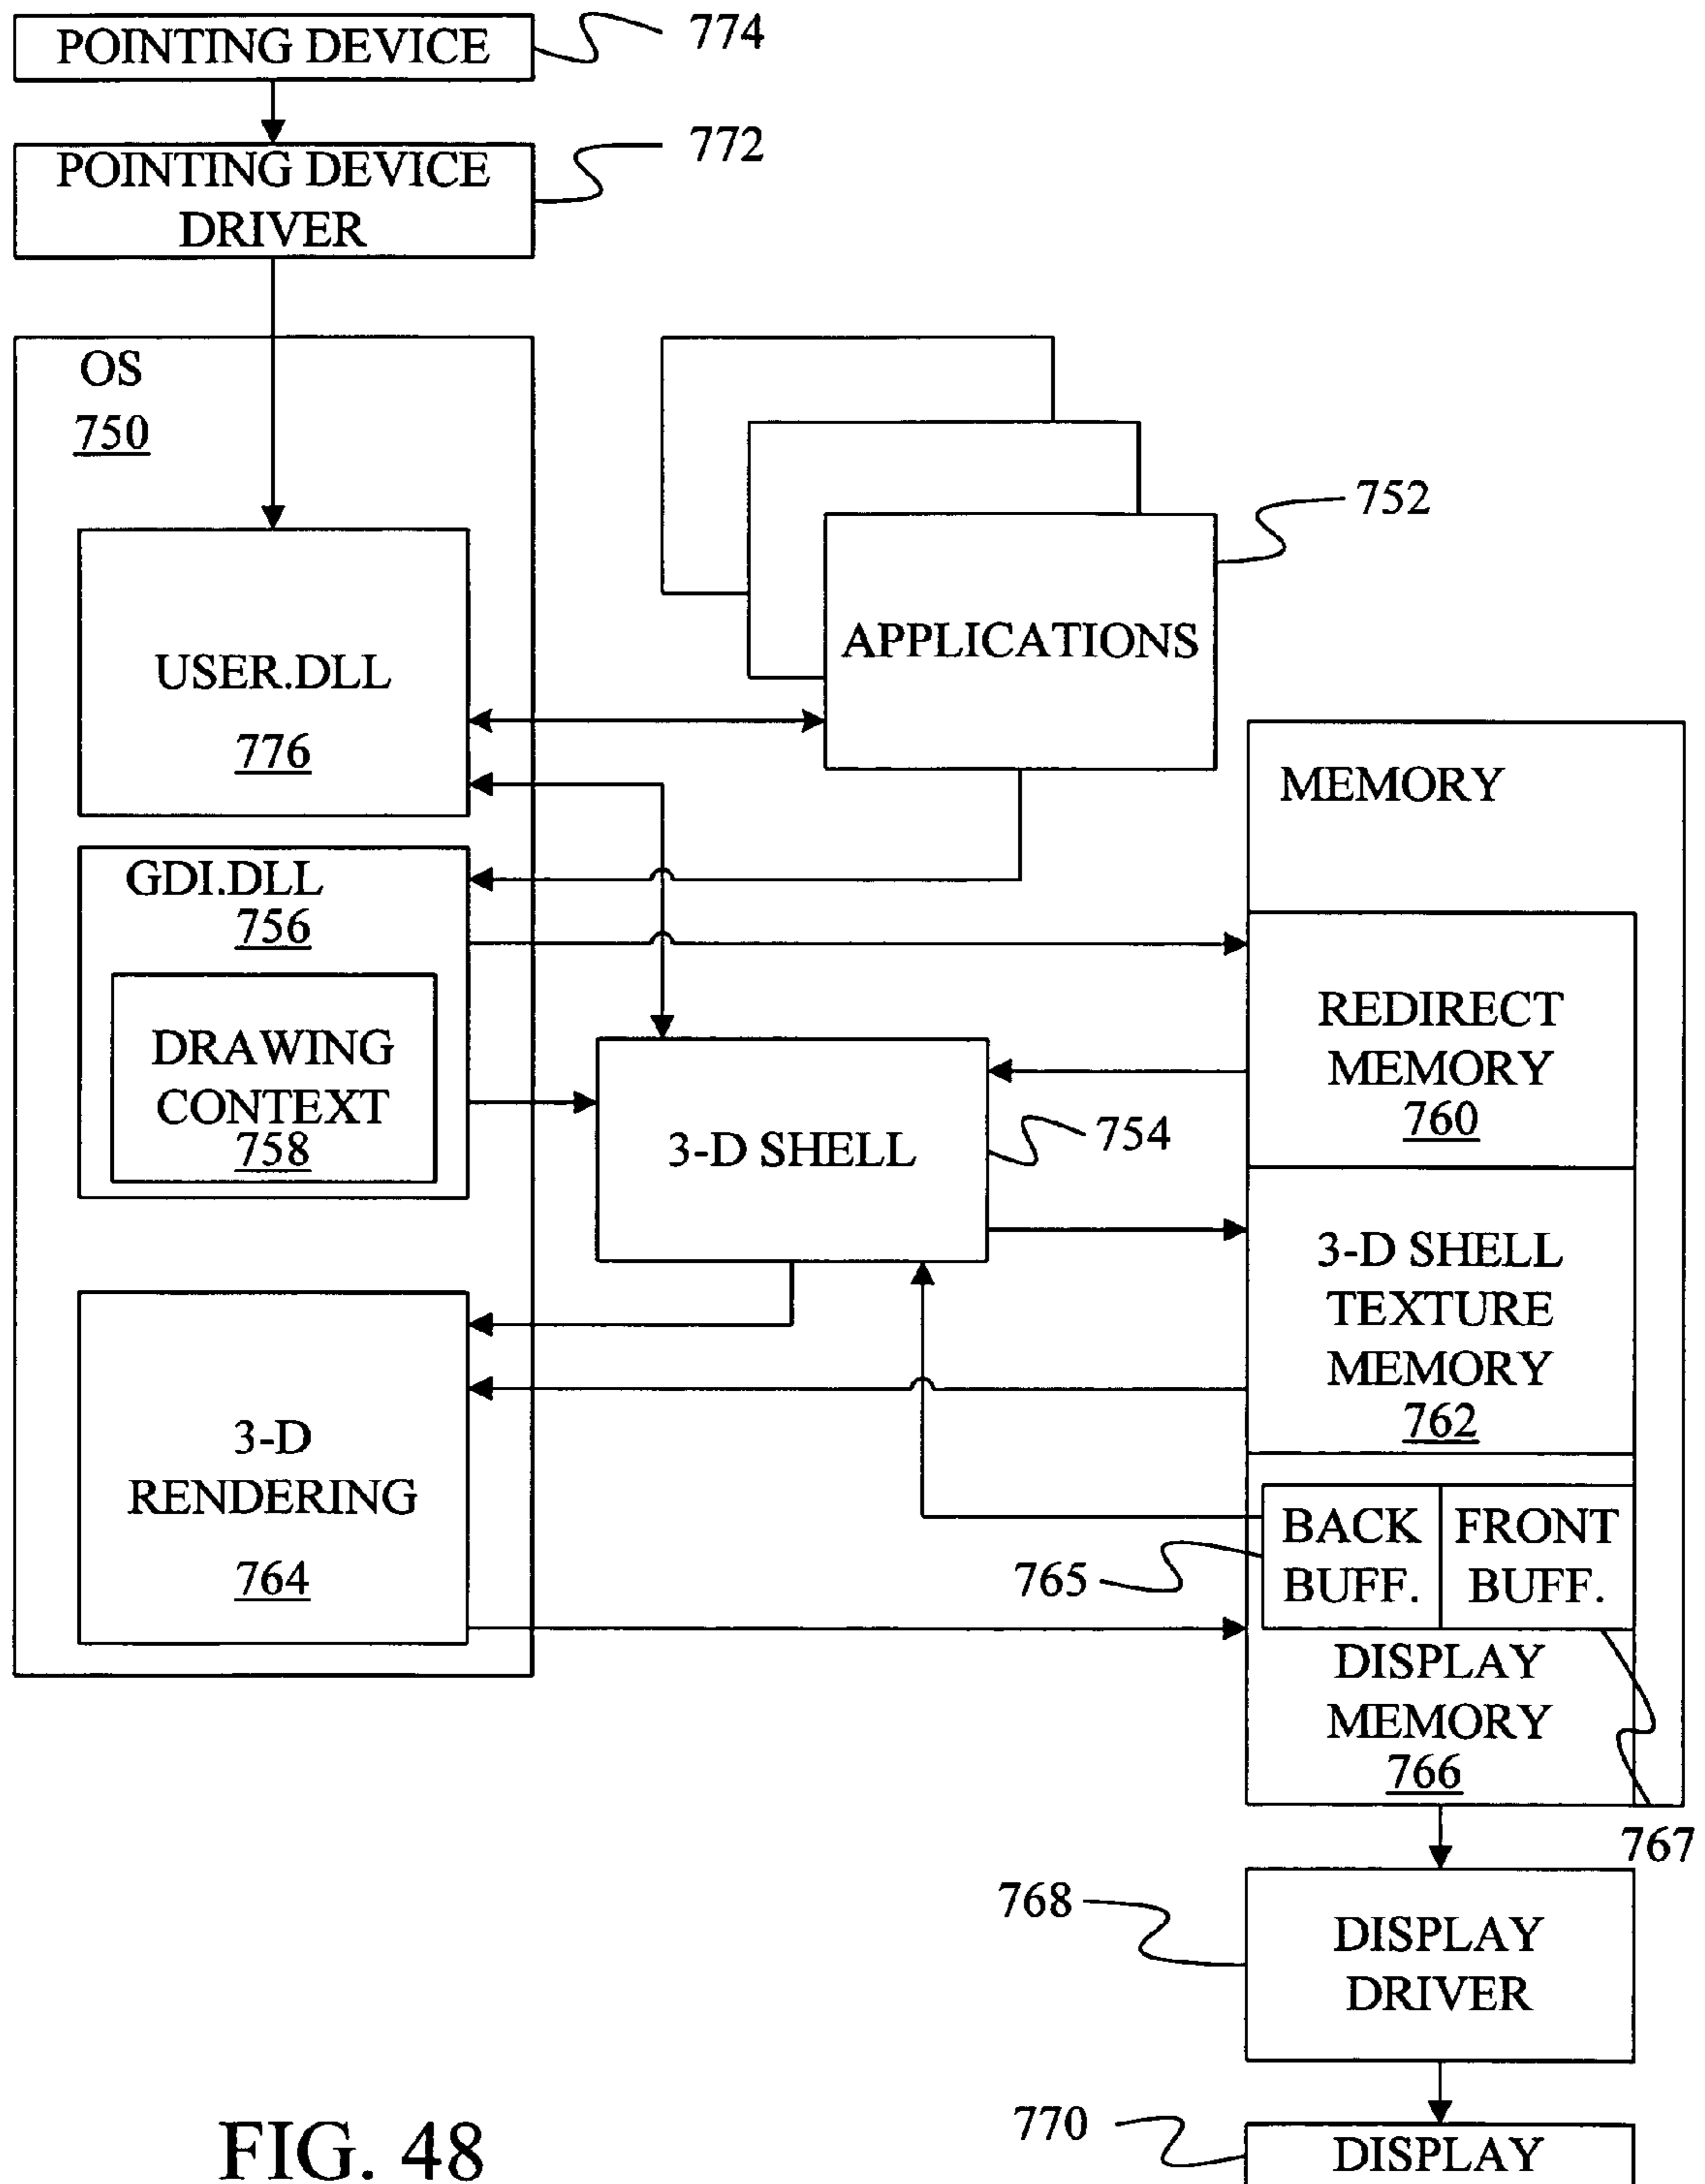 POINTING DEVICE
774
POINTING DEVICE
DRIVER
772
OS
750
USER.DLL
776
APPLICATIONS
752
GDI.DLL
756
DRAWING
CONTEXT
758
3-D SHELL
754
MEMORY
REDIRECT
MEMORY
760
3-D SHELL
TEXTURE
MEMORY
762
3-D
RENDERING
764
BACK
BUFF.
FRONT
BUFF.
765
DISPLAY
MEMORY
766
767
768
DISPLAY
DRIVER
770
DISPLAY
FIG. 48